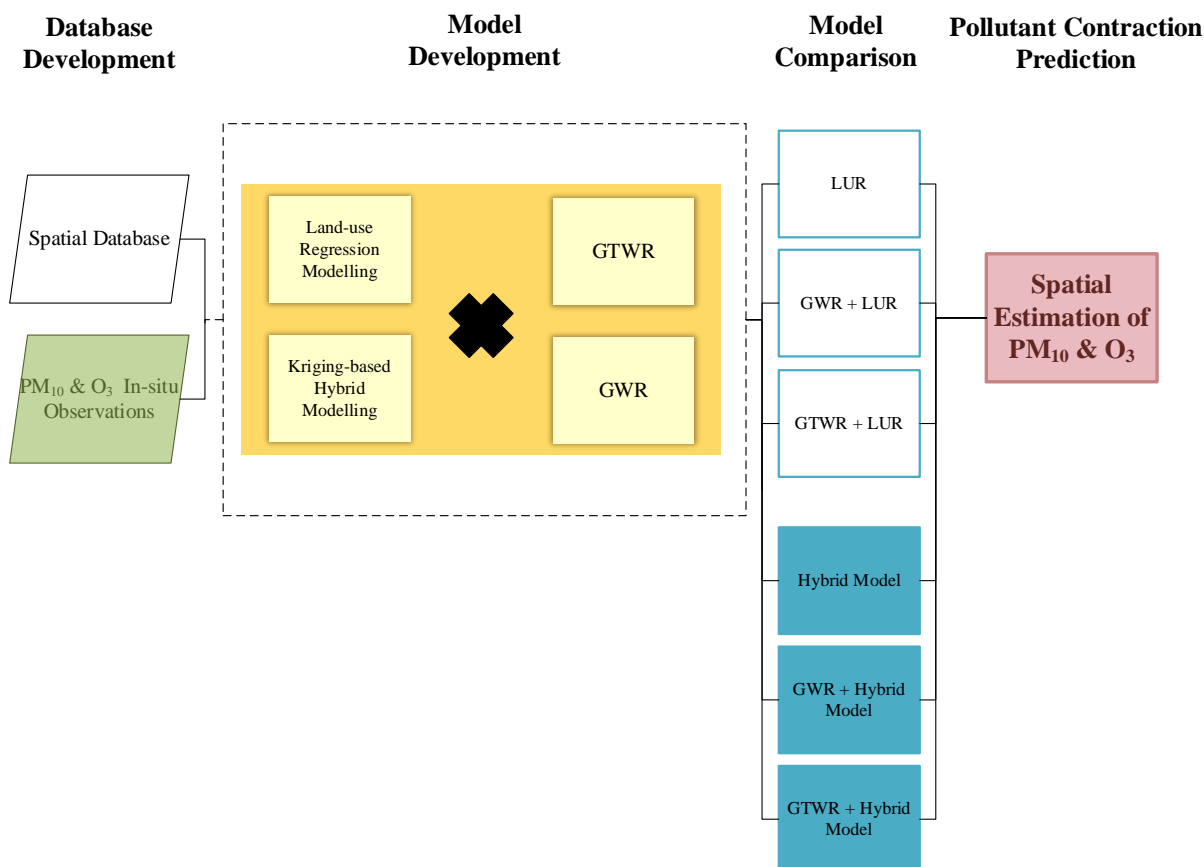 Database
Development
Model
Development
Model
Comparison
Pollutant Contraction
Prediction
Spatial Database
PM₁₀ & O₃ In-situ
Observations
Land-use
Regression
Modelling
Kriging-based
Hybrid
Modelling
GTWR
GWR
LUR
GWR + LUR
GTWR + LUR
Hybrid Model
GWR + Hybrid
Model
GTWR + Hybrid
Model
Spatial
Estimation of
PM₁₀ & O₃